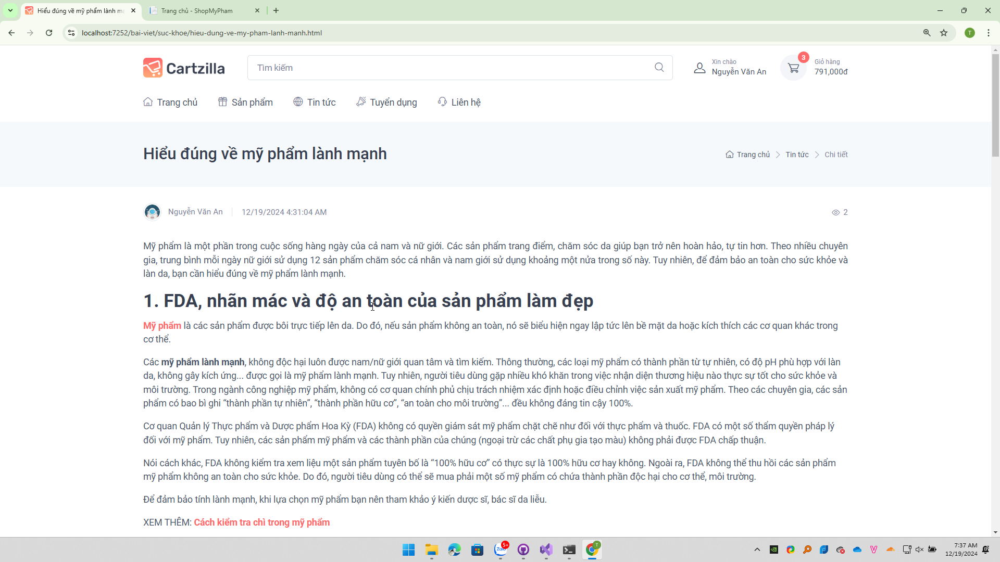 Hiểu đúng về mỹ phẩm lành mạ
Trang chủ - ShopMyPham
localhost:7252/bai-viet/suc-khoe/hieu-dung-ve-my-pham-lanh-manh.html
T
Cartzilla
Tìm kiếm
Xin chào
Nguyễn Văn An
3
Giỏ hàng
791,000đ
Trang chủ
Sản phẩm
Tin tức
Tuyển dụng
Liên hệ
Hiểu đúng về mỹ phẩm lành mạnh
Trang chủ
Tin tức
Chi tiết
Nguyễn Văn An
12/19/2024 4:31:04 AM
2
Mỹ phẩm là một phần trong cuộc sống hàng ngày của cả nam và nữ giới. Các sản phẩm trang điểm, chăm sóc da giúp bạn trở nên hoàn hảo, tự tin hơn. Theo nhiều chuyên
gia, trung bình mỗi ngày nữ giới sử dụng 12 sản phẩm chăm sóc cá nhân và nam giới sử dụng khoảng một nửa trong số này. Tuy nhiên, để đảm bảo an toàn cho sức khỏe và
làn da, bạn cần hiểu đúng về mỹ phẩm lành mạnh.
1. FDA, nhãn mác và độ an toàn của sản phẩm làm đẹp
Mỹ phẩm là các sản phẩm được bôi trực tiếp lên da. Do đó, nếu sản phẩm không an toàn, nó sẽ biểu hiện ngay lập tức lên bề mặt da hoặc kích thích các cơ quan khác trong
cơ thể.
Các mỹ phẩm lành mạnh, không độc hại luôn được nam/nữ giới quan tâm và tìm kiếm. Thông thường, các loại mỹ phẩm có thành phần từ tự nhiên, có độ pH phù hợp với làn
da, không gây kích ứng... được gọi là mỹ phẩm lành mạnh. Tuy nhiên, người tiêu dùng gặp nhiều khó khăn trong việc nhận diện thương hiệu nào thực sự tốt cho sức khỏe và
môi trường. Trong ngành công nghiệp mỹ phẩm, không có cơ quan chính phủ chịu trách nhiệm xác định hoặc điều chỉnh việc sản xuất mỹ phẩm. Theo các chuyên gia, các sản
phẩm có bao bì ghi “thành phần tự nhiên”, “thành phần hữu cơ”, “an toàn cho môi trường”... đều không đáng tin cậy 100%.
Cơ quan Quản lý Thực phẩm và Dược phẩm Hoa Kỳ (FDA) không có quyền giám sát mỹ phẩm chặt chẽ như đối với thực phẩm và thuốc. FDA có một số thẩm quyền pháp lý
đối với mỹ phẩm. Tuy nhiên, các sản phẩm mỹ phẩm và các thành phần của chúng (ngoại trừ các chất phụ gia tạo màu) không phải được FDA chấp thuận.
Nói cách khác, FDA không kiểm tra xem liệu một sản phẩm tuyên bố là “100% hữu cơ” có thực sự là 100% hữu cơ hay không. Ngoài ra, FDA không thể thu hồi các sản phẩm
mỹ phẩm không an toàn cho sức khỏe. Do đó, người tiêu dùng có thể sẽ mua phải một số mỹ phẩm có chứa thành phần độc hại cho cơ thể, môi trường.
Để đảm bảo tính lành mạnh, khi lựa chọn mỹ phẩm bạn nên tham khảo ý kiến dược sĩ, bác sĩ da liễu.
XEM THÊM: Cách kiểm tra chì trong mỹ phẩm
Zalo
5+
T
7:37 AM
12/19/2024